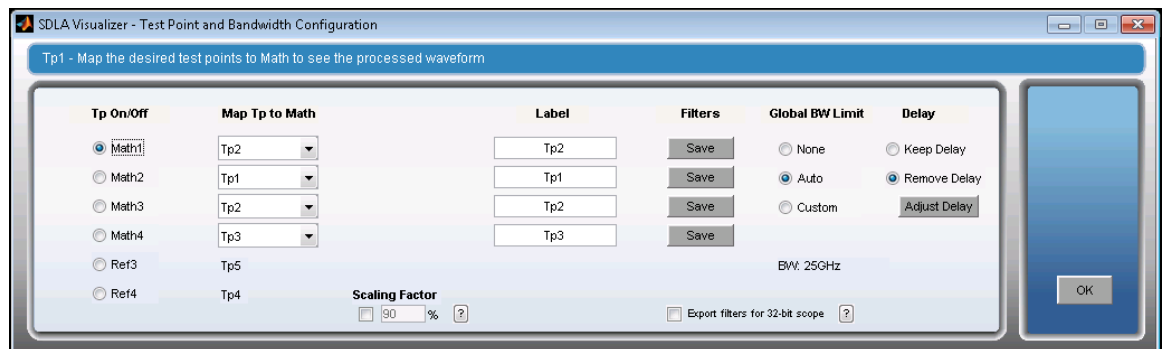 SDLA Visualizer - Test Point and Bandwidth Configuration
Tp1 - Map the desired test points to Math to see the processed waveform
Tp On/Off Map Tp to Math Label Filters Global BW Limit Delay
Math1 Tp2 Tp2 Save None Keep Delay
Math2 Tp1 Tp1 Save Auto Remove Delay
Math3 Tp2 Tp2 Save Custom Adjust Delay
Math4 Tp3 Tp3 Save
Ref3 Tp5 BW: 25GHz
Ref4 Tp4 Scaling Factor OK
90 % ? Export filters for 32-bit scope ?